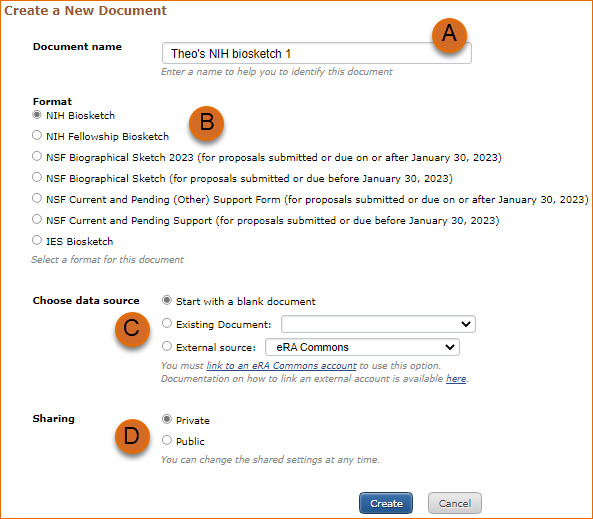 Create a New Document
Document name
Theo's NIH biosketch 1
A
Enter a name to help you to identify this document
Format
NIH Biosketch
B
NIH Fellowship Biosketch
NSF Biographical Sketch 2023 (for proposals submitted or due on or after January 30, 2023)
NSF Biographical Sketch (for proposals submitted or due before January 30, 2023)
NSF Current and Pending (Other) Support Form (for proposals submitted or due on or after January 30, 2023)
NSF Current and Pending Support (for proposals submitted or due before January 30, 2023)
IES Biosketch
Select a format for this document
Choose data source
Start with a blank document
C
Existing Document:
External source: eRA Commons
You must link to an eRA Commons account to use this option.
Documentation on how to link an external account is available here.
Sharing
Private
D
Public
You can change the shared settings at any time.
Create Cancel